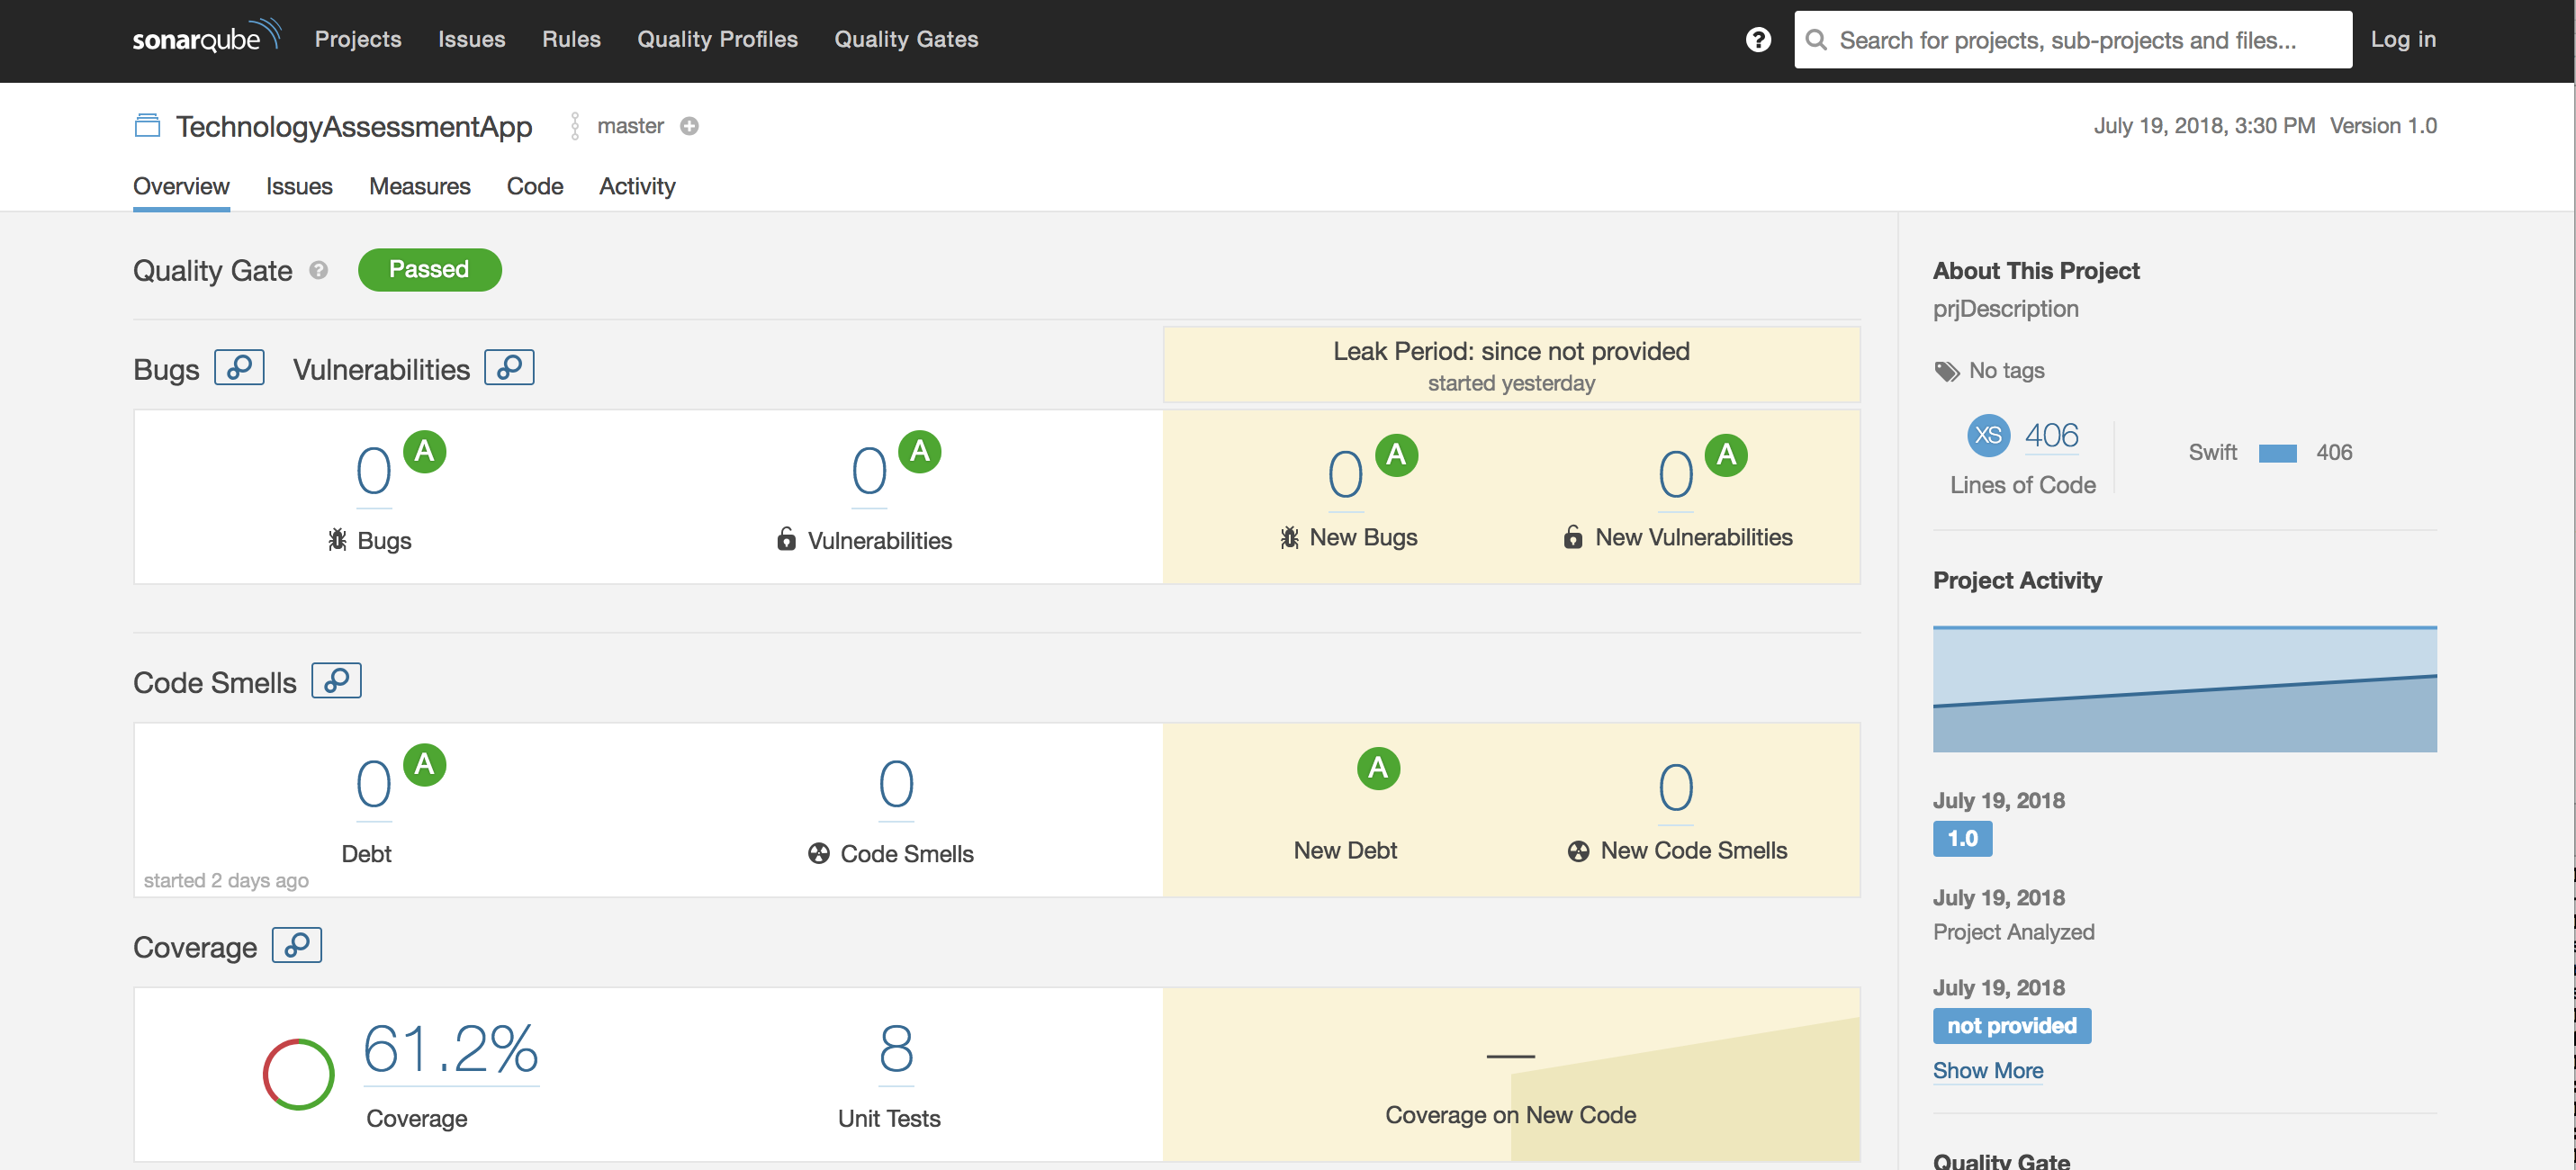 sonarqube Projects Issues Rules Quality Profiles Quality Gates ? Search for projects, sub-projects and files... Log in
TechnologyAssessmentApp master July 19, 2018, 3:30 PM Version 1.0
Overview Issues Measures Code Activity
Quality Gate ? Passed
Bugs Vulnerabilities
Leak Period: since not provided
started yesterday
0 A 0 A 0 A 0 A
Bugs Vulnerabilities New Bugs New Vulnerabilities
Code Smells
0 A 0 A 0
Debt Code Smells New Debt New Code Smells
started 2 days ago
Coverage
61.2% 8 —
Coverage Unit Tests Coverage on New Code
About This Project
prjDescription
No tags
XS 406 Swift 406
Lines of Code
Project Activity
July 19, 2018
1.0
July 19, 2018
Project Analyzed
July 19, 2018
not provided
Show More
Quality Gate